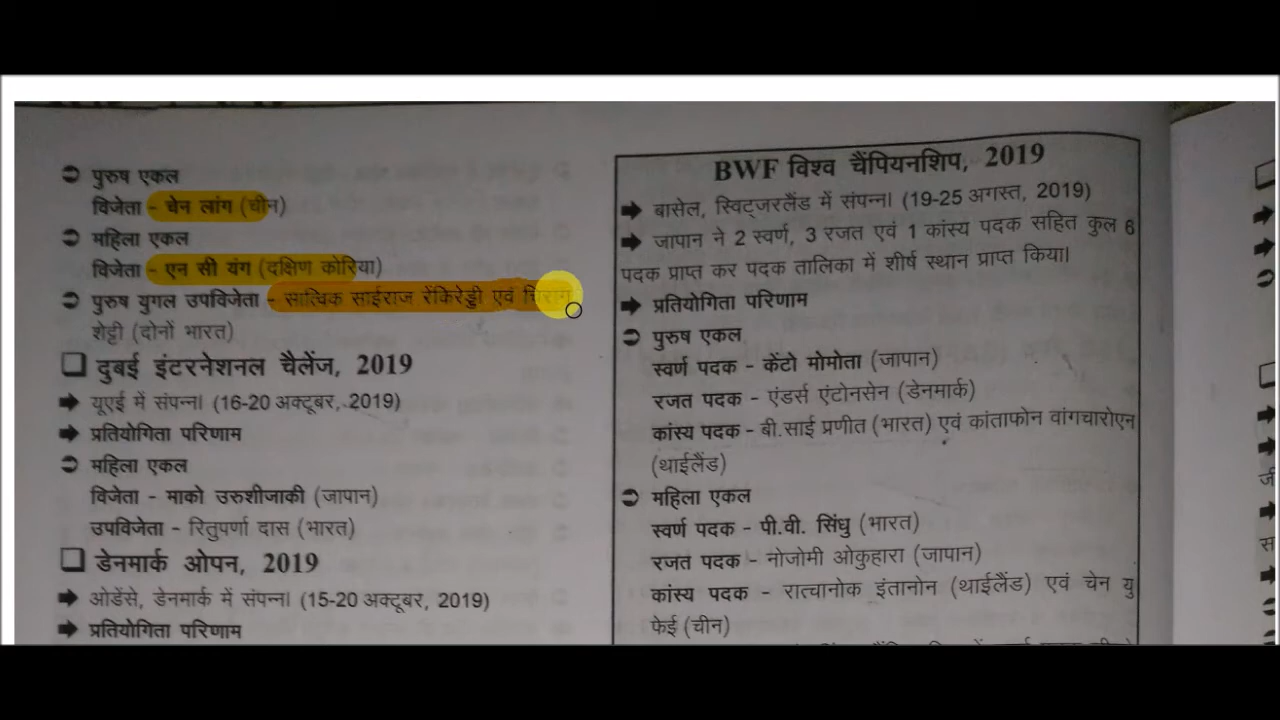 पुरुष एकल
विजेता - चेन लांग (चीन)
महिला एकल
विजेता - एन सी यंग (दक्षिण कोरिया)
पुरुष युगल उपविजेता - सात्विक साईराज रेंकिरेड्डी एवं चिराग
शेट्टी (दोनों भारत)
दुबई इंटरनेशनल चैलेंज, 2019
यूएई में संपन्न। (16-20 अक्टूबर, 2019)
प्रतियोगिता परिणाम
महिला एकल
विजेता - माको उरुशीजाकी (जापान)
उपविजेता - रितुपर्णा दास (भारत)
डेनमार्क ओपन, 2019
ओडेंसे, डेनमार्क में संपन्न। (15-20 अक्टूबर, 2019)
प्रतियोगिता परिणाम
BWF विश्व चैंपियनशिप, 2019
बासेल, स्विट्जरलैंड में संपन्न। (19-25 अगस्त, 2019)
जापान ने 2 स्वर्ण, 3 रजत एवं 1 कांस्य पदक सहित कुल 6
पदक प्राप्त कर पदक तालिका में शीर्ष स्थान प्राप्त किया।
प्रतियोगिता परिणाम
पुरुष एकल
स्वर्ण पदक - केंटो मोमोता (जापान)
रजत पदक - एंडर्स एंटोनसेन (डेनमार्क)
कांस्य पदक - बी.साई प्रणीत (भारत) एवं कांताफोन वांगचारोएन
(थाईलैंड)
महिला एकल
स्वर्ण पदक - पी.वी. सिंधु (भारत)
रजत पदक - नोजोमी ओकुहारा (जापान)
कांस्य पदक - रात्चानोक इंतानोन (थाईलैंड) एवं चेन यु
फेई (चीन)